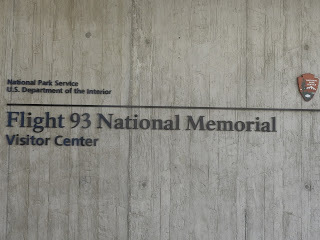 National Park Service
U.S. Department of the Interior
Flight 93 National Memorial
Visitor Center